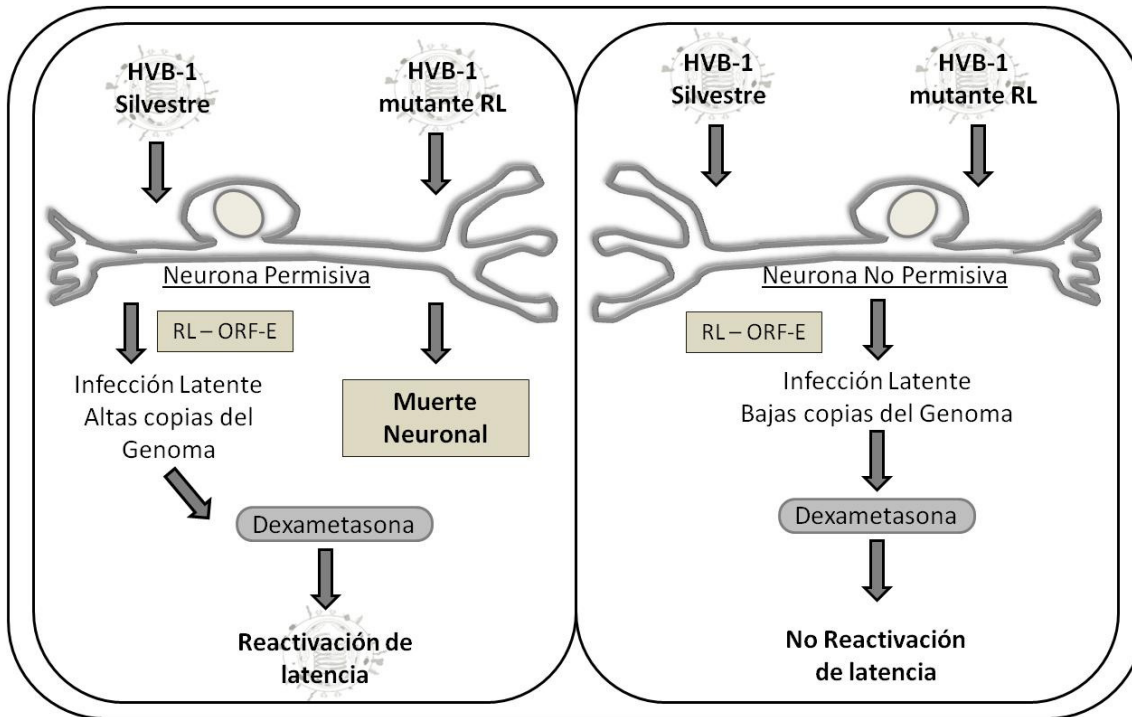 HVB-1
Silvestre
HVB-1
mutante RL
Neurona Permisiva
RL – ORF-E
Infección Latente
Altas copias del
Genoma
Muerte
Neuronal
Dexametasona
Reactivación de
latencia
HVB-1
Silvestre
HVB-1
mutante RL
Neurona No Permisiva
RL – ORF-E
Infección Latente
Bajas copias del Genoma
Dexametasona
No Reactivación
de latencia